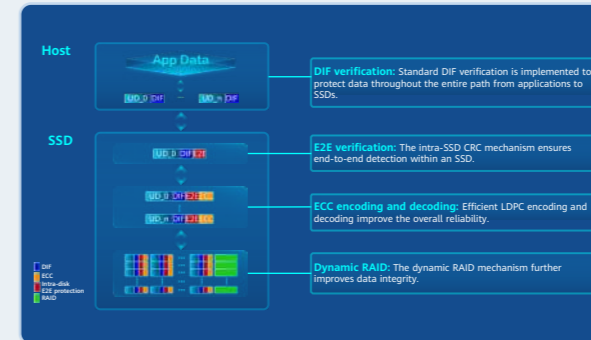 Host
App Data
UD_0 DIF ... UD_n DIF
DIF verification: Standard DIF verification is implemented to
protect data throughout the entire path from applications to
SSDs.
SSD
UD_0 DIF E2E
E2E verification: The intra-SSD CRC mechanism ensures
end-to-end detection within an SSD.
UD_0 DIF E2E ECC
UD_n DIF E2E ECC
ECC encoding and decoding: Efficient LDPC encoding and
decoding improve the overall reliability.
Dynamic RAID: The dynamic RAID mechanism further
improves data integrity.
DIF
ECC
Intra-disk
E2E protection
RAID